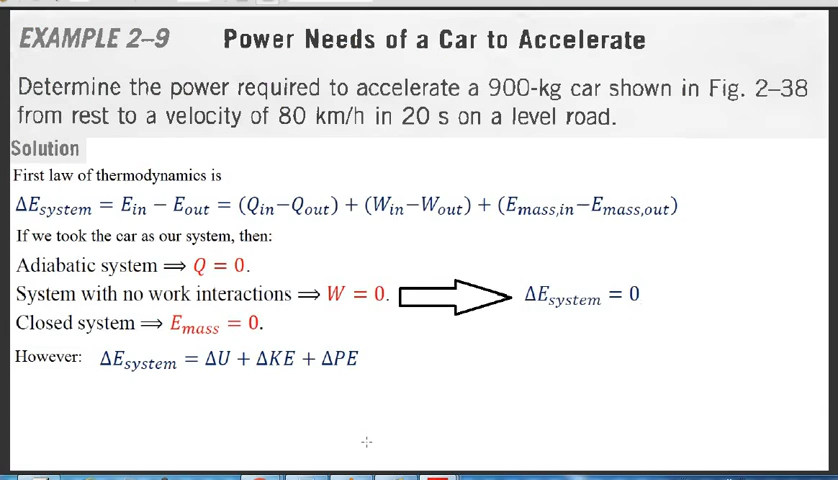 EXAMPLE 2–9 Power Needs of a Car to Accelerate
Determine the power required to accelerate a 900-kg car shown in Fig. 2–38
from rest to a velocity of 80 km/h in 20 s on a level road.
Solution
First law of thermodynamics is
ΔE_system = E_in − E_out = (Q_in−Q_out) + (W_in−W_out) + (E_mass,in−E_mass,out)
If we took the car as our system, then:
Adiabatic system ⟹ Q = 0.
System with no work interactions ⟹ W = 0. ΔE_system = 0
Closed system ⟹ E_mass = 0.
However: ΔE_system = ΔU + ΔKE + ΔPE